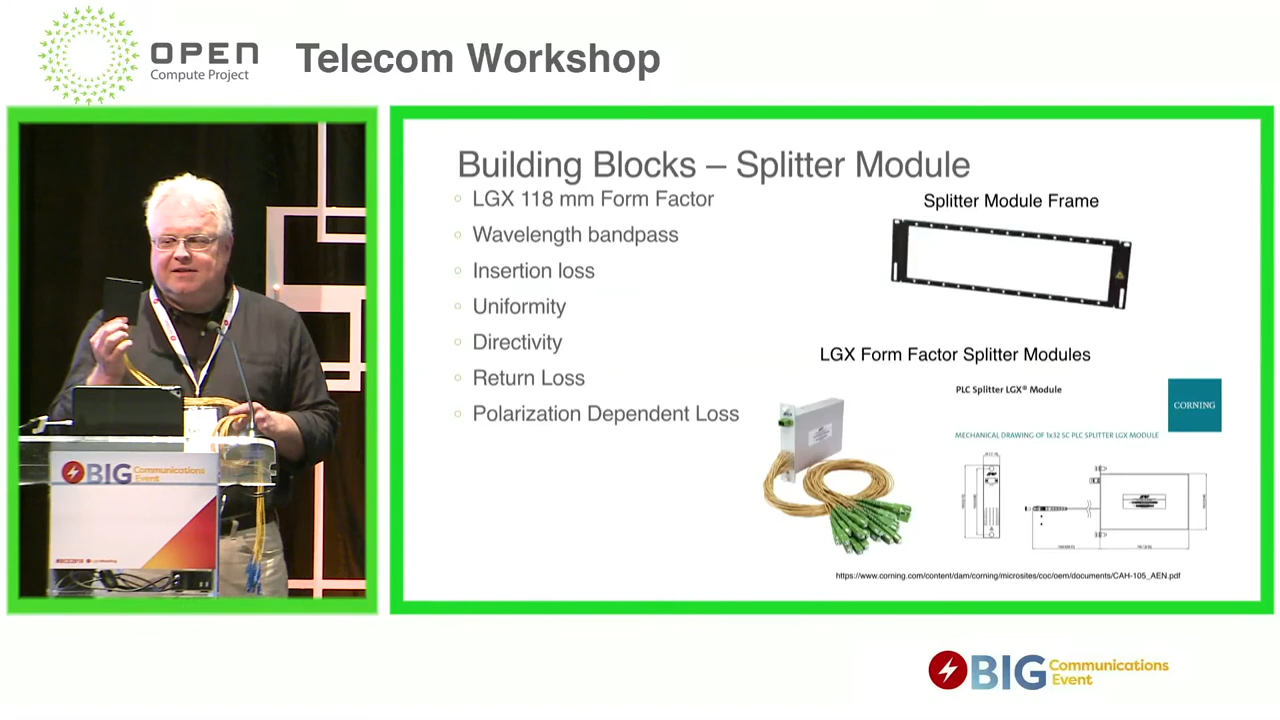 OPEN
Compute Project
Telecom Workshop
Building Blocks – Splitter Module
LGX 118 mm Form Factor
Wavelength bandpass
Insertion loss
Uniformity
Directivity
Return Loss
Polarization Dependent Loss
Splitter Module Frame
LGX Form Factor Splitter Modules
PLC Splitter LGX® Module
CORNING
MECHANICAL DRAWING OF 1x32 SC PLC SPLITTER LGX MODULE
https://www.corning.com/content/dam/corning/microsites/coc/oem/documents/CAH-105_AEN.pdf
BIG Communications
Event
BIG Communications
Event